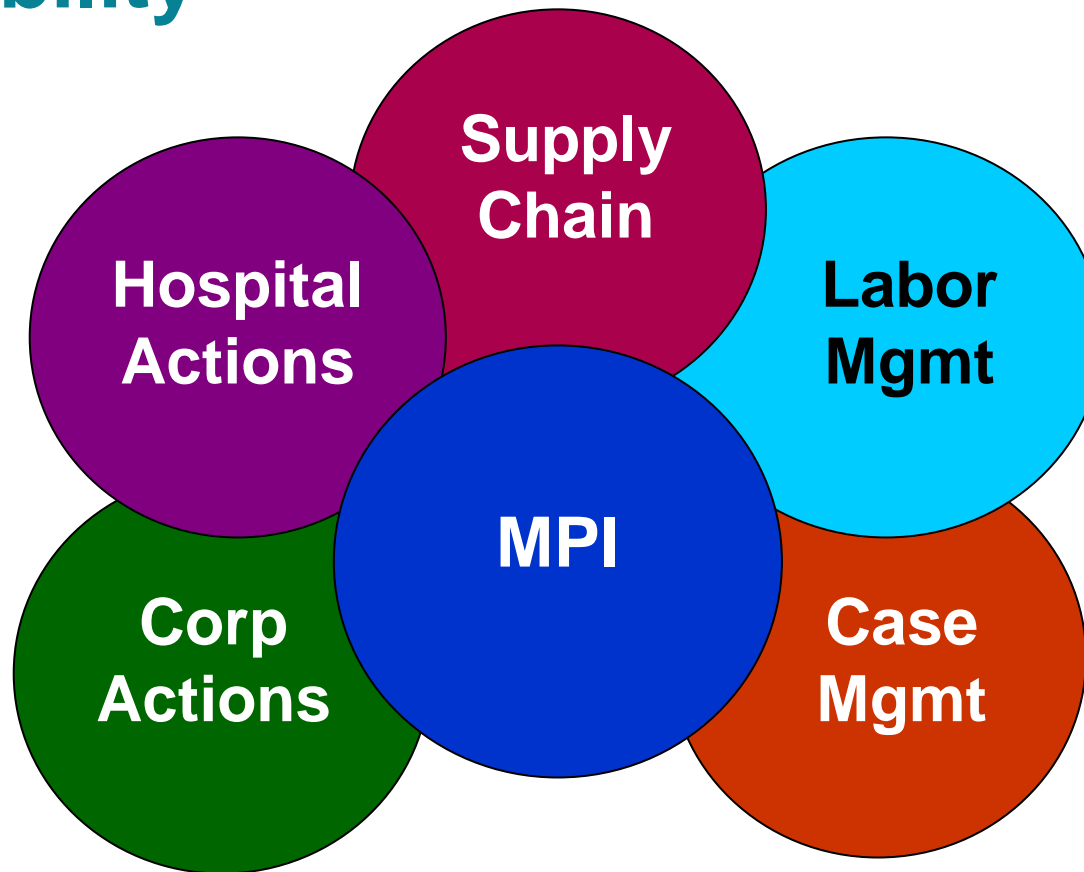 Supply
Chain
Hospital
Actions
Labor
Mgmt
MPI
Corp
Actions
Case
Mgmt